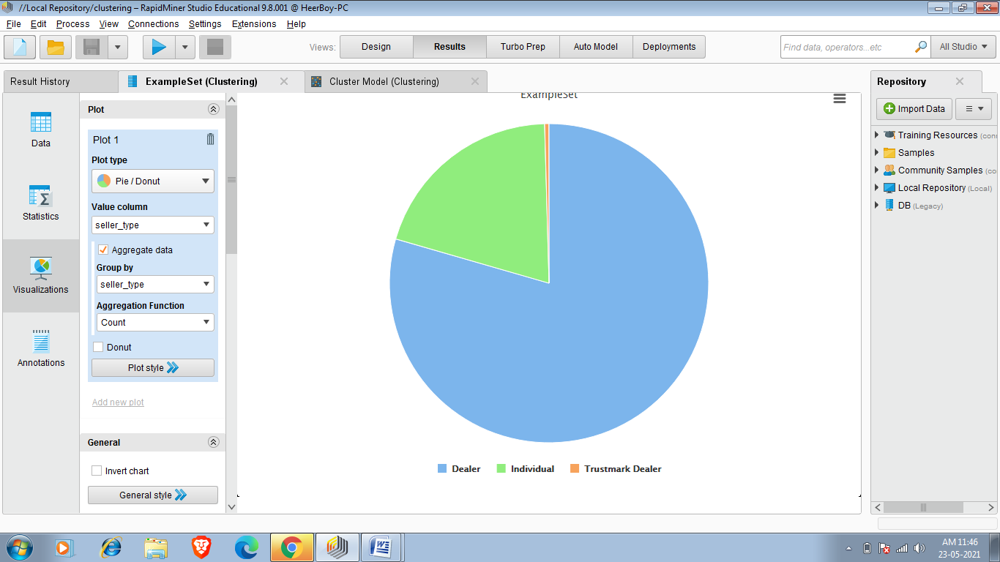 //Local Repository/clustering – RapidMiner Studio Educational 9.8.001 @ HeerBoy-PC
File Edit Process View Connections Settings Extensions Help
Views: Design Results Turbo Prep Auto Model Deployments
Find data, operators...etc
All Studio
Result History
ExampleSet (Clustering)
Cluster Model (Clustering)
Data
Statistics
Visualizations
Annotations
Plot
Plot 1
Plot type
Pie / Donut
Value column
seller_type
Aggregate data
Group by
seller_type
Aggregation Function
Count
Donut
Plot style
Add new plot
General
Invert chart
General style
ExampleSet
Dealer Individual Trustmark Dealer
Repository
Import Data
Training Resources (con
Samples
Community Samples (co
Local Repository (Local)
DB (Legacy)
AM 11:46
23-05-2021